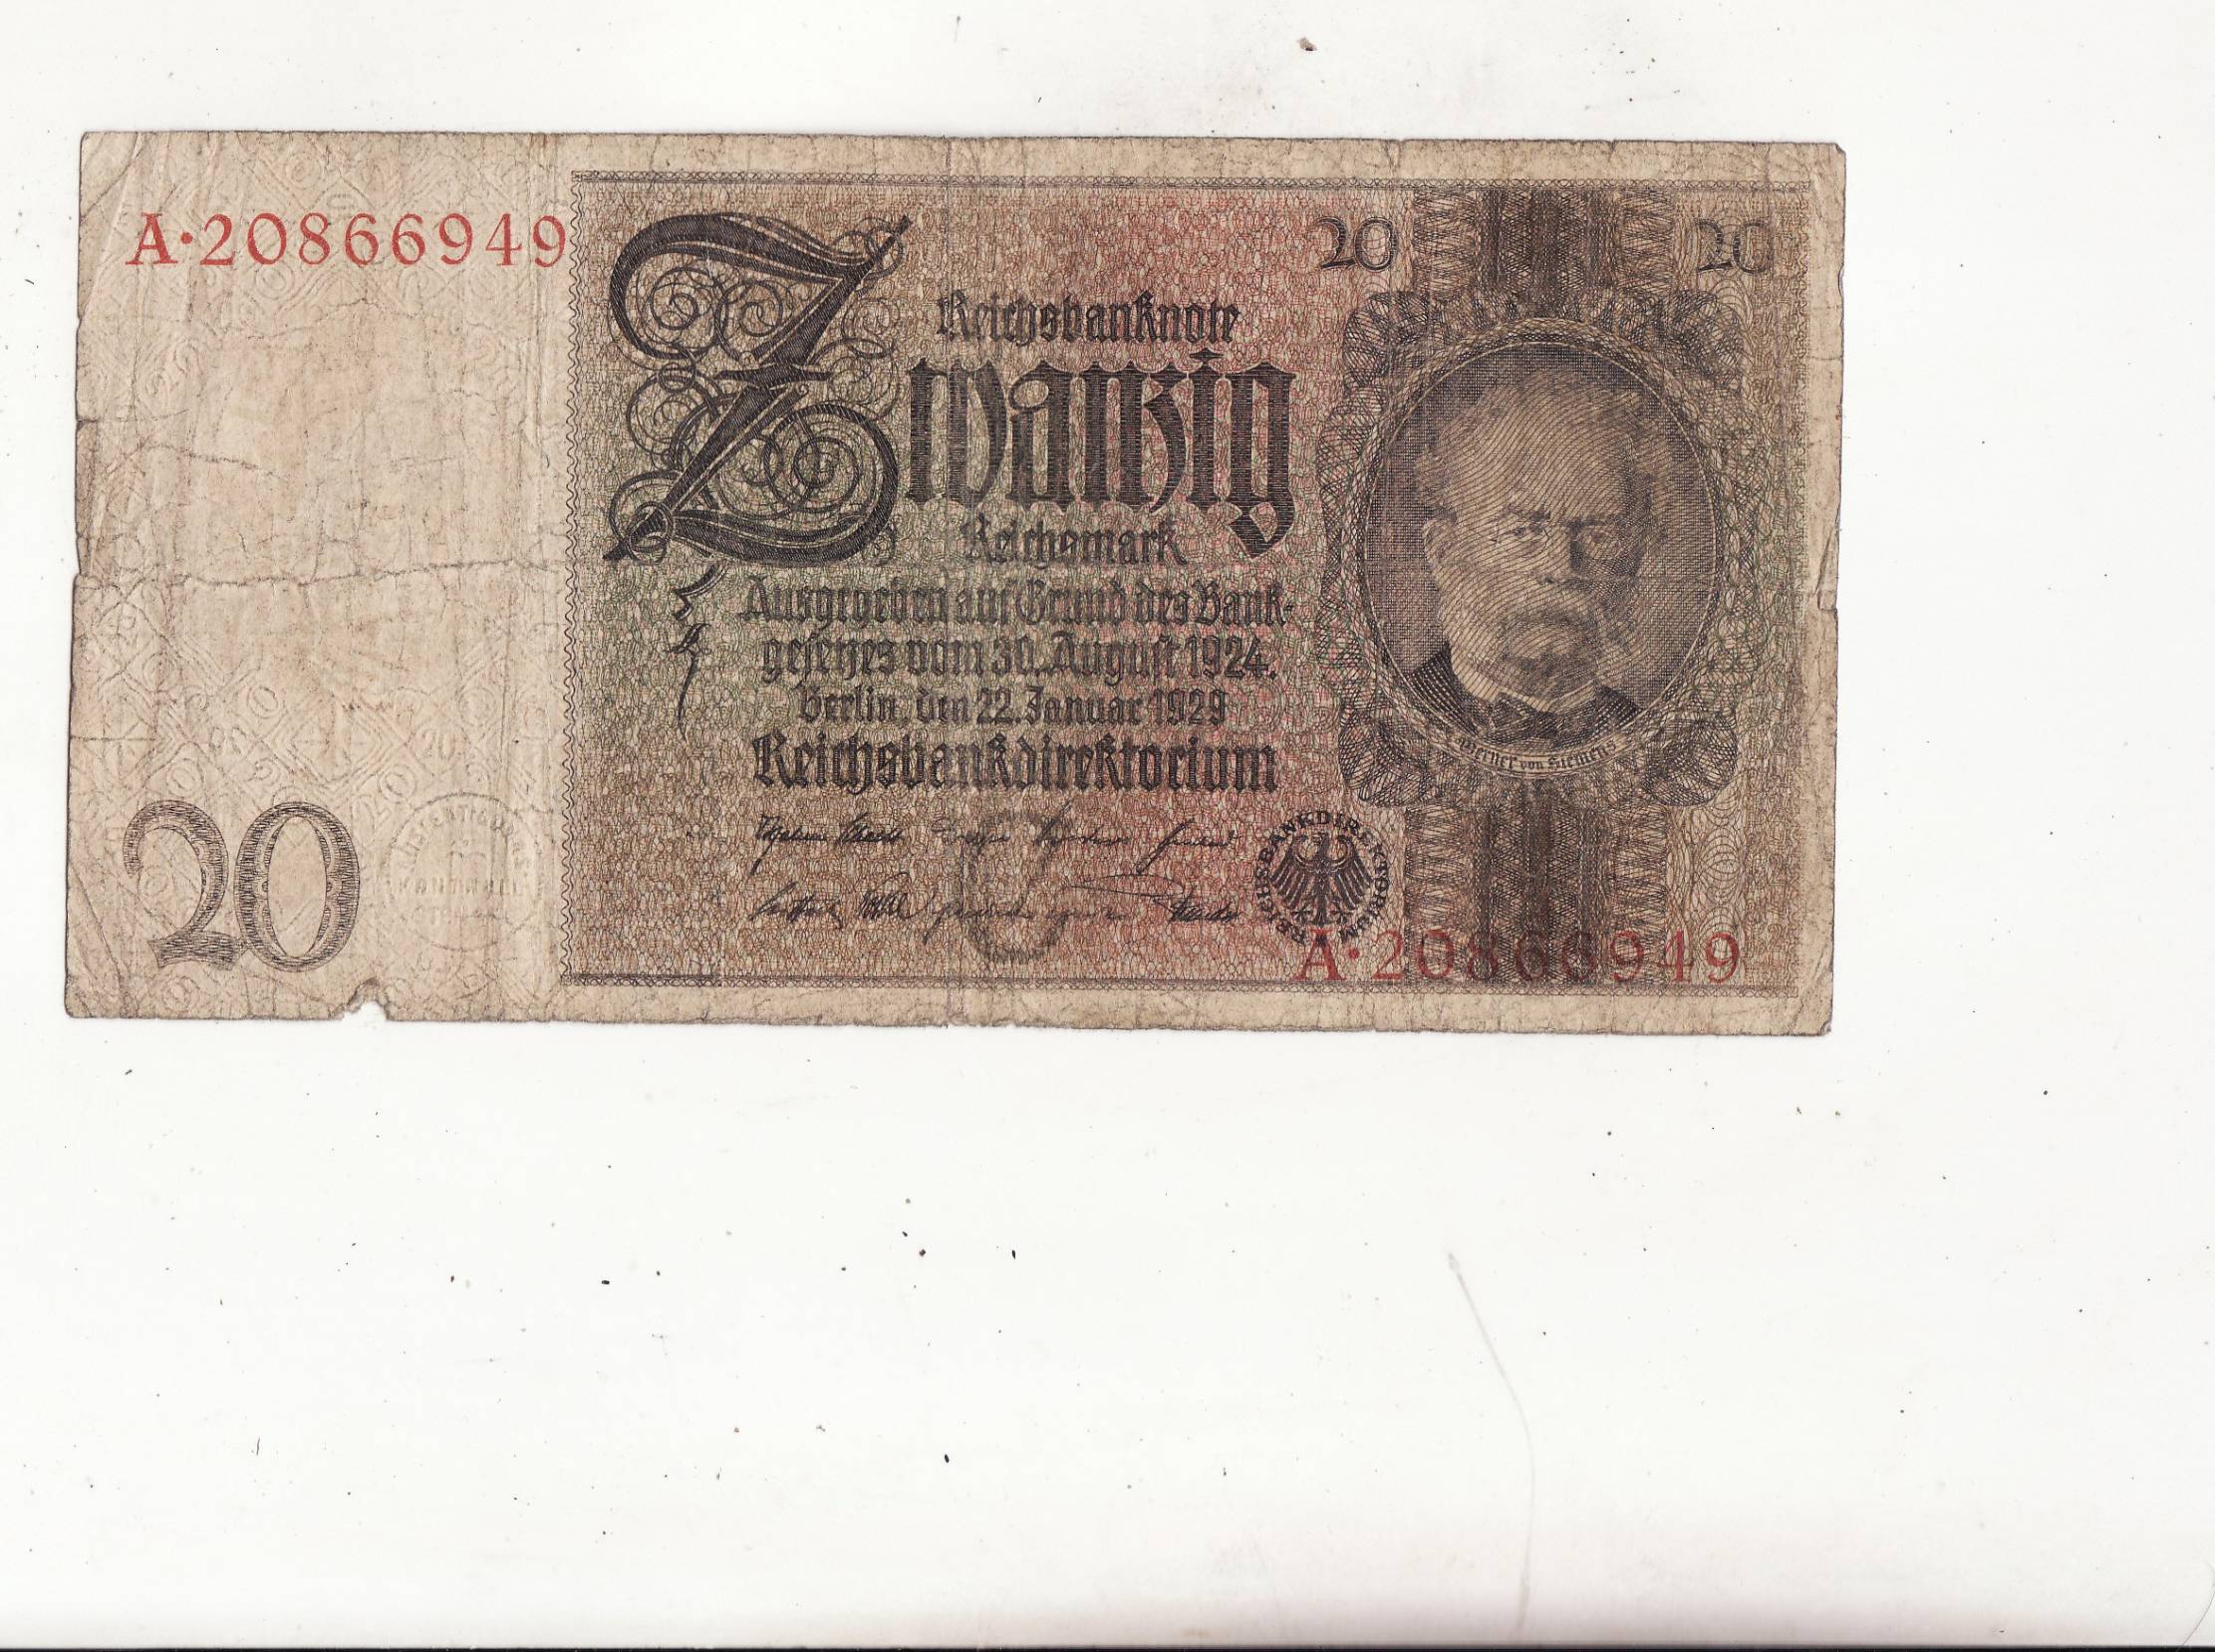 A·20866949
20
20
Reichsbanknote
Zwanzig
Reichsmark
Ausgegeben auf Grund des Bank-
gesetzes vom 30. August 1924.
Berlin, den 22. Januar 1929
Reichsbankdirektorium
Werner von Siemens
REICHSBANKDIREKTORIUM
20
A·20866949